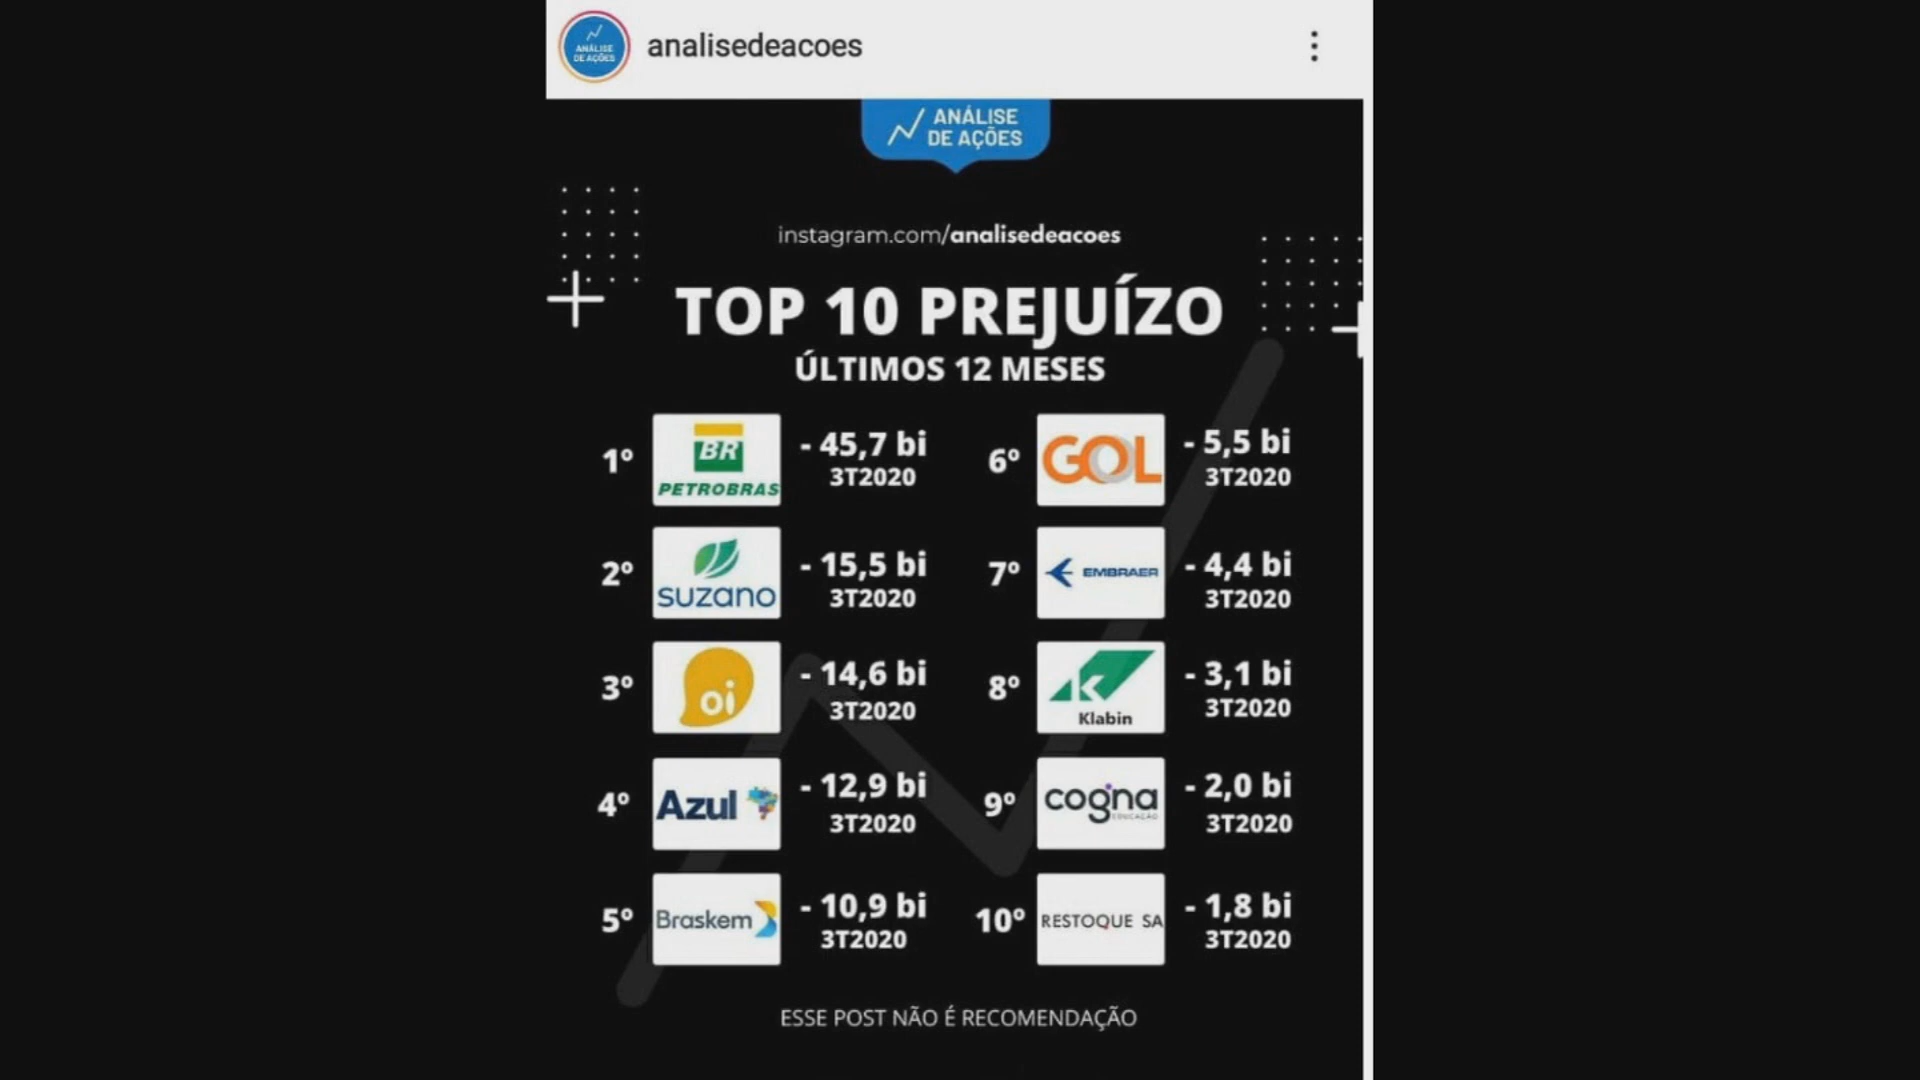 ANÁLISE
DE AÇÕES
analisedeacoes
ANÁLISE
DE AÇÕES
instagram.com/analisedeacoes
TOP 10 PREJUÍZO
ÚLTIMOS 12 MESES
1º
BR
PETROBRAS
- 45,7 bi
3T2020
2º
suzano
- 15,5 bi
3T2020
3º
oi
- 14,6 bi
3T2020
4º
Azul
- 12,9 bi
3T2020
5º
Braskem
- 10,9 bi
3T2020
6º
GOL
- 5,5 bi
3T2020
7º
EMBRAER
- 4,4 bi
3T2020
8º
K
Klabin
- 3,1 bi
3T2020
9º
cogna
EDUCAÇÃO
- 2,0 bi
3T2020
10º
RESTOQUE SA
- 1,8 bi
3T2020
ESSE POST NÃO É RECOMENDAÇÃO